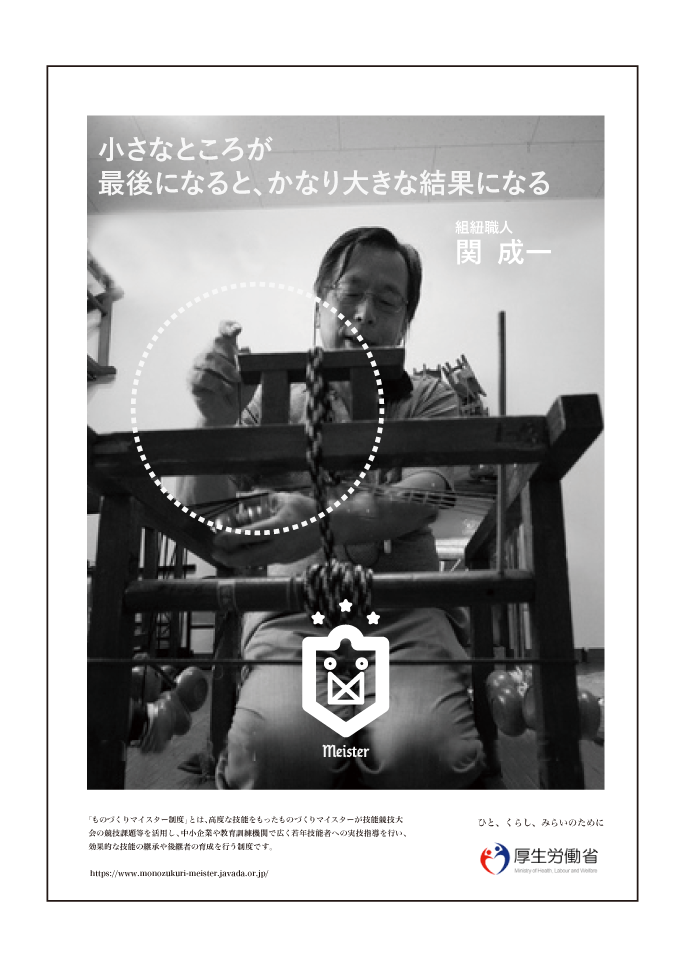 小さなところが
最後になると、かなり大きな結果になる
組紐職人
関 成一
Meister
「ものづくりマイスター制度」とは、高度な技能をもったものづくりマイスターが技能競技大
会の競技課題等を活用し、中小企業や教育訓練機関で広く若年技能者への実技指導を行い、
効果的な技能の継承や後継者の育成を行う制度です。
https://www.monozukuri-meister.javada.or.jp/
ひと、くらし、みらいのために
厚生労働省
Ministry of Health, Labour and Welfare